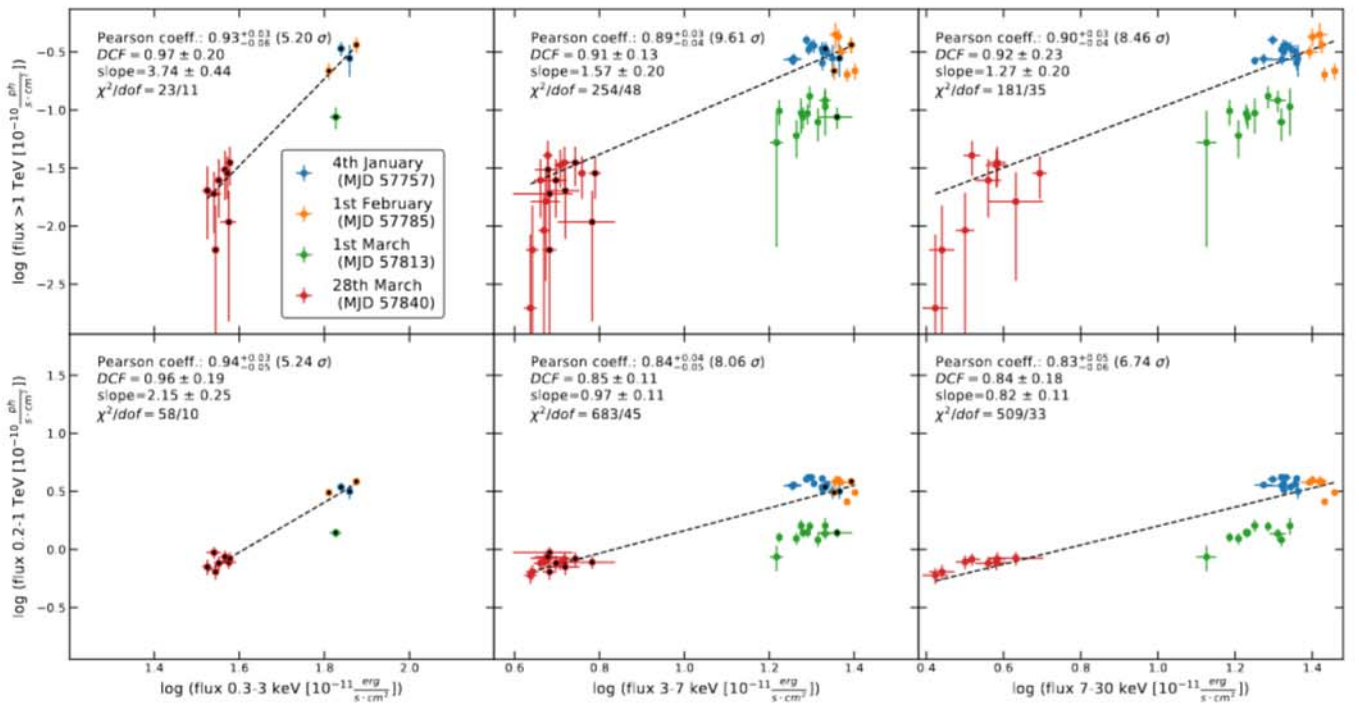 Pearson coeff.: 0.93^{+0.03}_{-0.06} (5.20 σ)
DCF = 0.97 ± 0.20
slope=3.74 ± 0.44
χ²/dof = 23/11
4th January
(MJD 57757)
1st February
(MJD 57785)
1st March
(MJD 57813)
28th March
(MJD 57840)
Pearson coeff.: 0.89^{+0.03}_{-0.04} (9.61 σ)
DCF = 0.91 ± 0.13
slope=1.57 ± 0.20
χ²/dof = 254/48
Pearson coeff.: 0.90^{+0.03}_{-0.04} (8.46 σ)
DCF = 0.92 ± 0.23
slope=1.27 ± 0.20
χ²/dof = 181/35
log (flux >1 TeV [10^{-10} ph/(s·cm²)])
−0.5
−1.0
−1.5
−2.0
−2.5
Pearson coeff.: 0.94^{+0.03}_{-0.05} (5.24 σ)
DCF = 0.96 ± 0.19
slope=2.15 ± 0.25
χ²/dof = 58/10
Pearson coeff.: 0.84^{+0.04}_{-0.05} (8.06 σ)
DCF = 0.85 ± 0.11
slope=0.97 ± 0.11
χ²/dof = 683/45
Pearson coeff.: 0.83^{+0.05}_{-0.06} (6.74 σ)
DCF = 0.84 ± 0.18
slope=0.82 ± 0.11
χ²/dof = 509/33
log (flux 0.2-1 TeV [10^{-10} ph/(s·cm²)])
1.5
1.0
0.5
0.0
−0.5
1.4 1.6 1.8 2.0
0.6 0.8 1.0 1.2 1.4
0.4 0.6 0.8 1.0 1.2 1.4
log (flux 0.3-3 keV [10^{-11} erg/(s·cm²)])
log (flux 3-7 keV [10^{-11} erg/(s·cm²)])
log (flux 7-30 keV [10^{-11} erg/(s·cm²)])